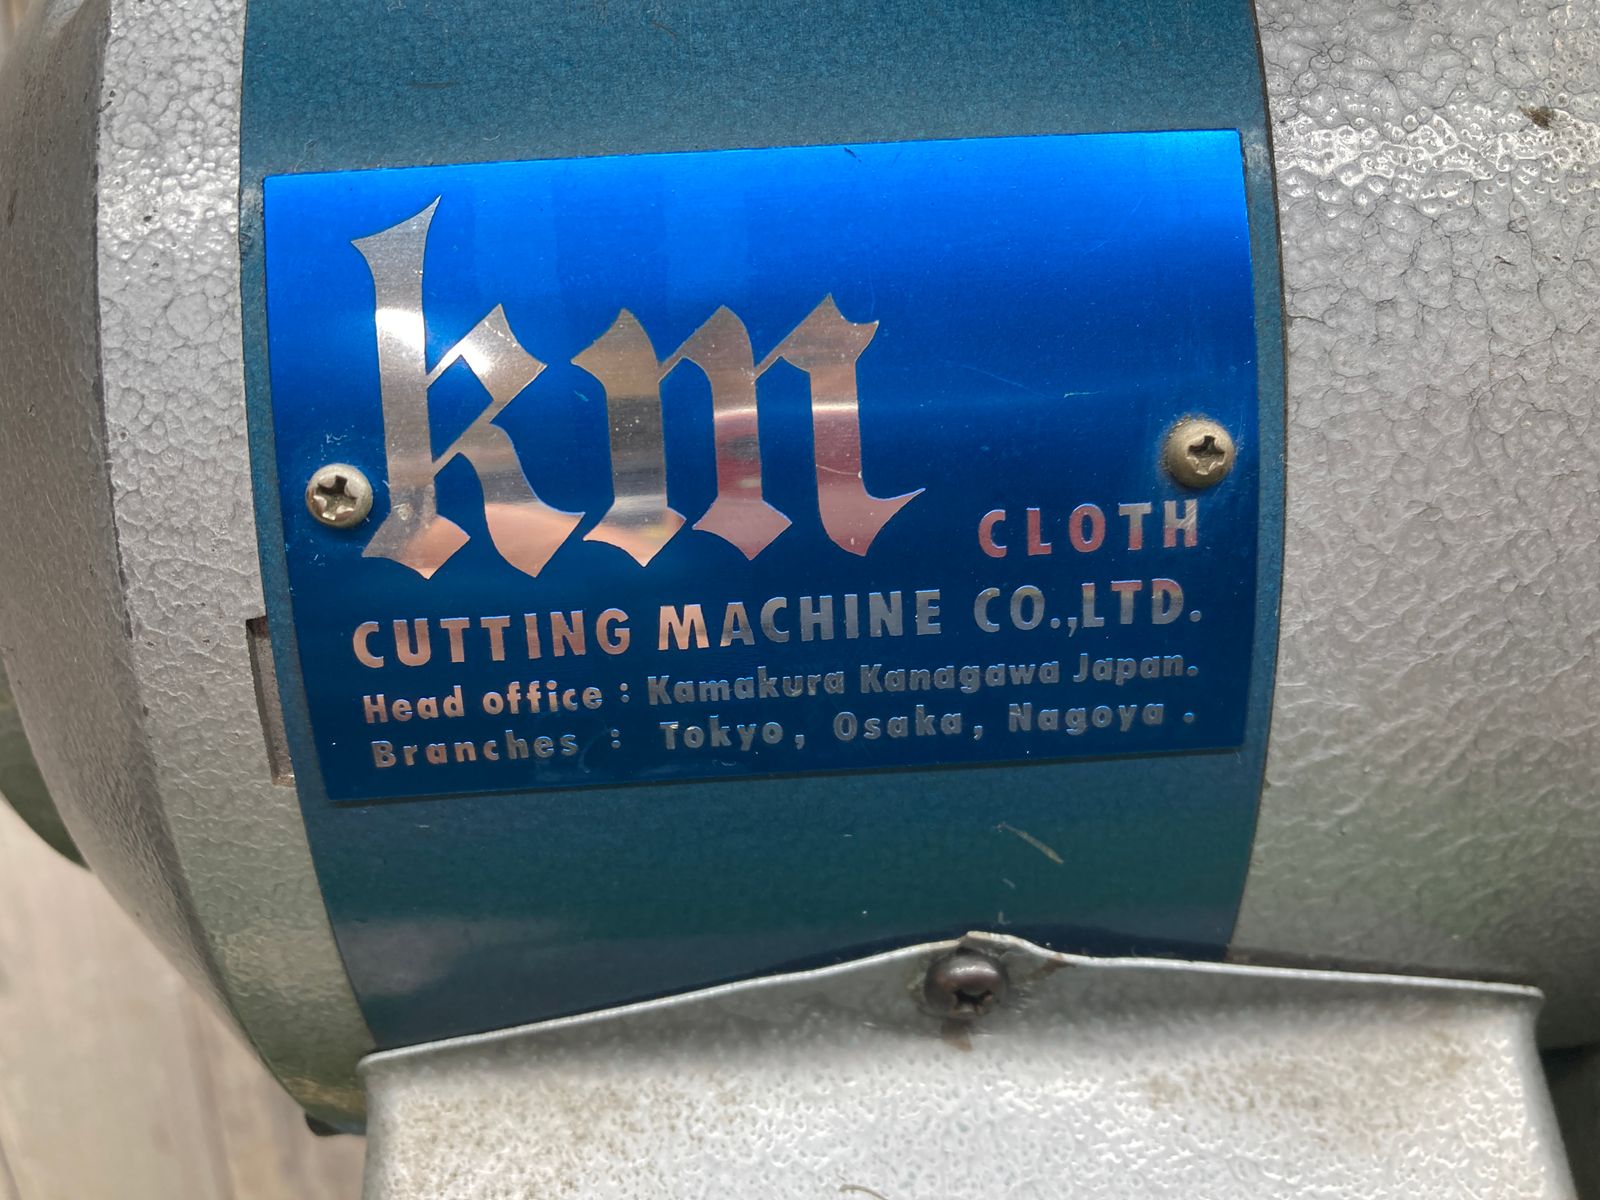 km
CLOTH
CUTTING MACHINE CO.,LTD.
Head office : Kamakura Kanagawa Japan.
Branches : Tokyo, Osaka, Nagoya .